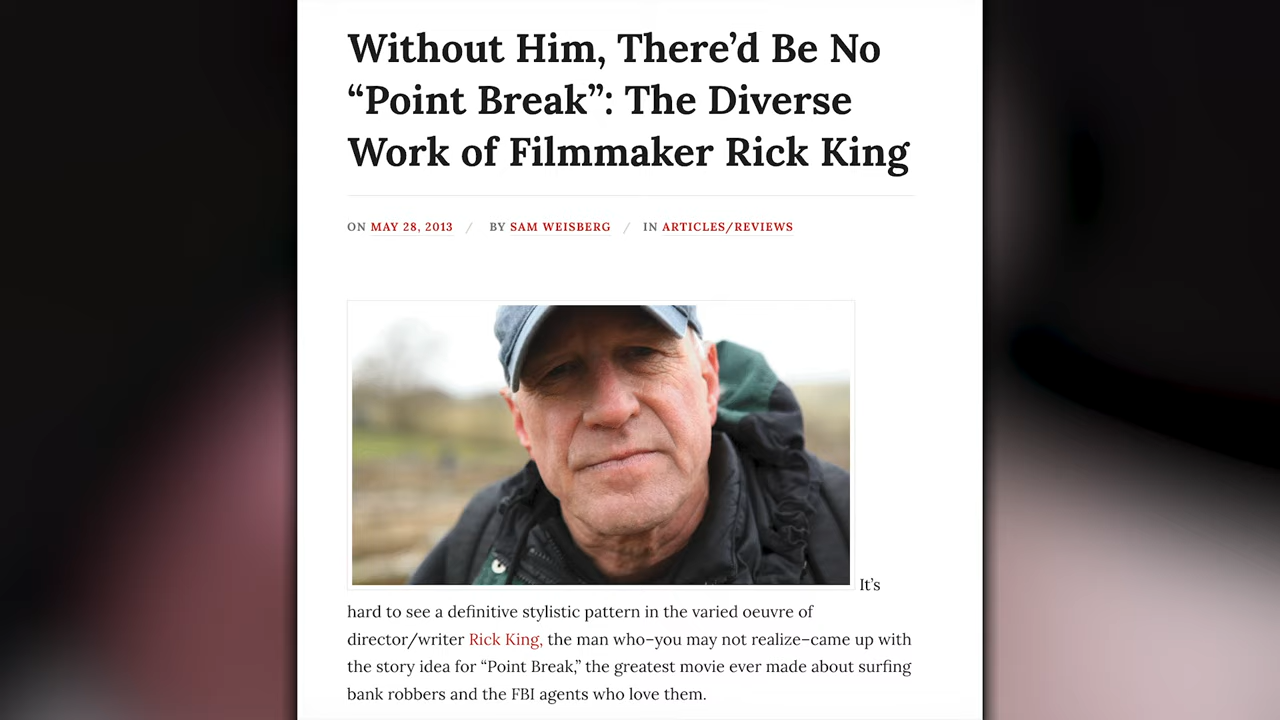 Without Him, There’d Be No
“Point Break”: The Diverse
Work of Filmmaker Rick King
ON MAY 28, 2013 / BY SAM WEISBERG / IN ARTICLES/REVIEWS
It’s
hard to see a definitive stylistic pattern in the varied oeuvre of
director/writer Rick King, the man who–you may not realize–came up with
the story idea for “Point Break,” the greatest movie ever made about surfing
bank robbers and the FBI agents who love them.